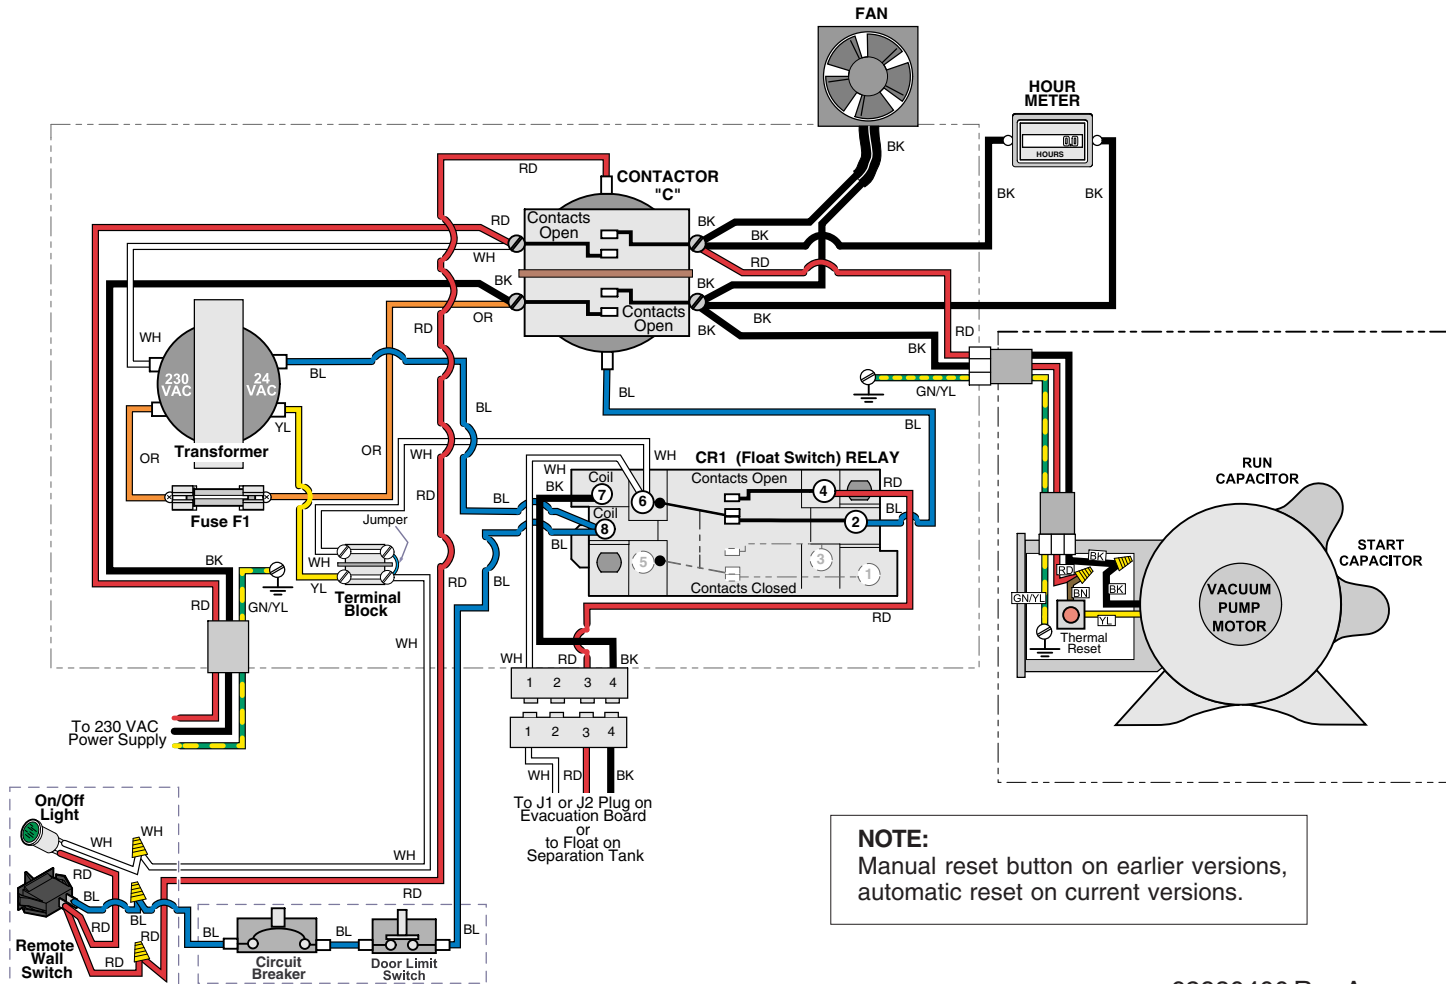 FAN
HOUR
METER
0.0
HOURS
BK
BK
BK
RD
CONTACTOR
"C"
Contacts
Open
RD
WH
BK
BK
RD
BK
OR
BK
Contacts
Open
BK
BK
RD
BK
WH
RD
BL
230
VAC
24
VAC
BL
GN/YL
YL
BL
BL
Transformer
OR
OR
WH
WH
CR1 (Float Switch) RELAY
RUN
CAPACITOR
WH
BK
Coil
7
6
Contacts Open
4
RD
RD
BL
Coil
8
BL
2
Fuse F1
Jumper
BL
5
3
1
Contacts Closed
START
CAPACITOR
BK
WH
YL
Terminal
Block
RD
BL
GN/YL
RD
RD
BK
RD
BN
BK
GN/YL
YL
Thermal
Reset
VACUUM
PUMP
MOTOR
WH
WH
RD
BK
1 2 3 4
1 2 3 4
WH
RD
BK
To 230 VAC
Power Supply
To J1 or J2 Plug on
Evacuation Board
or
to Float on
Separation Tank
On/Off
Light
WH
WH
WH
RD
RD
BL
BL
RD
RD
RD
Remote
Wall
Switch
BL
BL
BL
Circuit
Breaker
Door Limit
Switch
NOTE:
Manual reset button on earlier versions,
automatic reset on current versions.